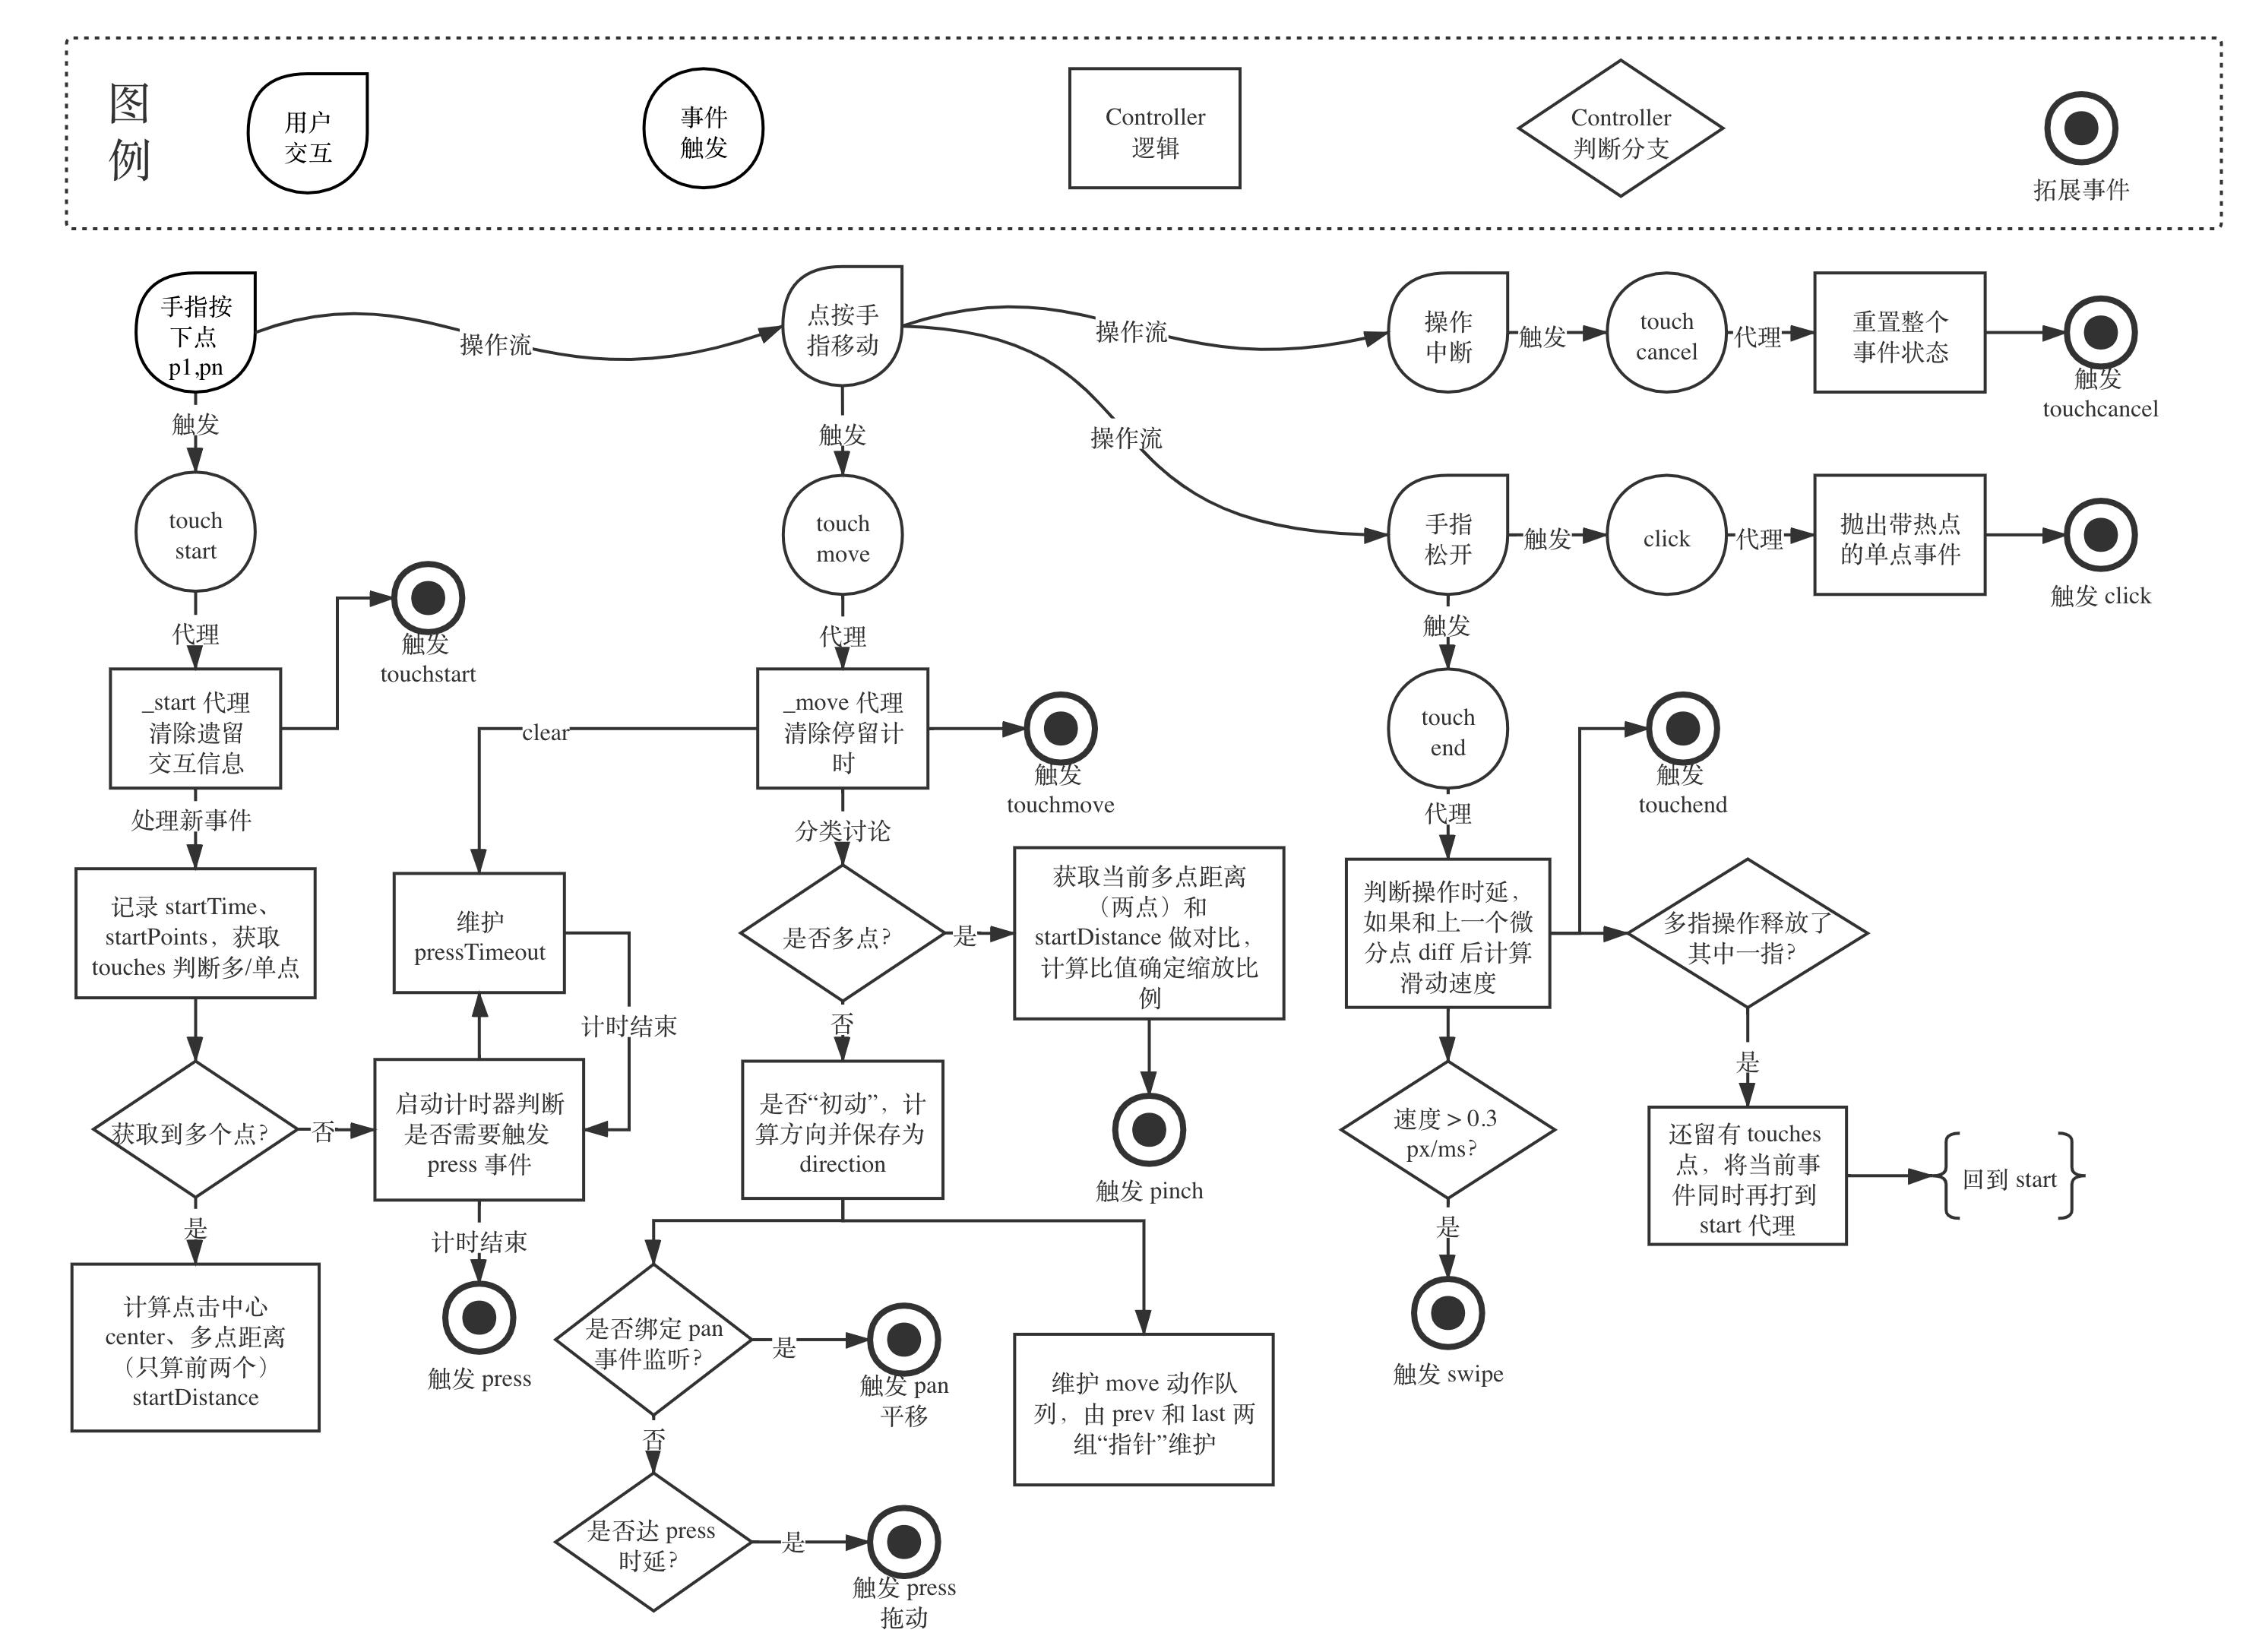 图
例
用户
交互
事件
触发
Controller
逻辑
Controller
判断分支
拓展事件
手指按
下点
p1,pn
操作流
点按手
指移动
操作流
操作
中断
触发
touch
cancel
代理
重置整个
事件状态
触发
touchcancel
触发
触发
操作流
touch
start
touch
move
手指
松开
触发
click
代理
抛出带热点
的单点事件
触发 click
代理
触发
touchstart
代理
触发
_start 代理
清除遗留
交互信息
clear
_move 代理
清除停留计
时
触发
touchmove
touch
end
触发
touchend
处理新事件
分类讨论
代理
记录 startTime、
startPoints，获取
touches 判断多/单点
维护
pressTimeout
是否多点?
是
获取当前多点距离
（两点）和
startDistance 做对比，
计算比值确定缩放比
例
判断操作时延，
如果和上一个微
分点 diff 后计算
滑动速度
多指操作释放了
其中一指?
计时结束
否
是
获取到多个点?
否
启动计时器判断
是否需要触发
press 事件
是否“初动”，计
算方向并保存为
direction
触发 pinch
速度 > 0.3
px/ms?
还留有 touches
点，将当前事
件同时再打到
start 代理
回到 start
是
计时结束
是
计算点击中心
center、多点距离
（只算前两个）
startDistance
触发 press
是否绑定 pan
事件监听?
是
触发 pan
平移
维护 move 动作队
列，由 prev 和 last 两
组“指针”维护
触发 swipe
否
是否达 press
时延?
是
触发 press
拖动